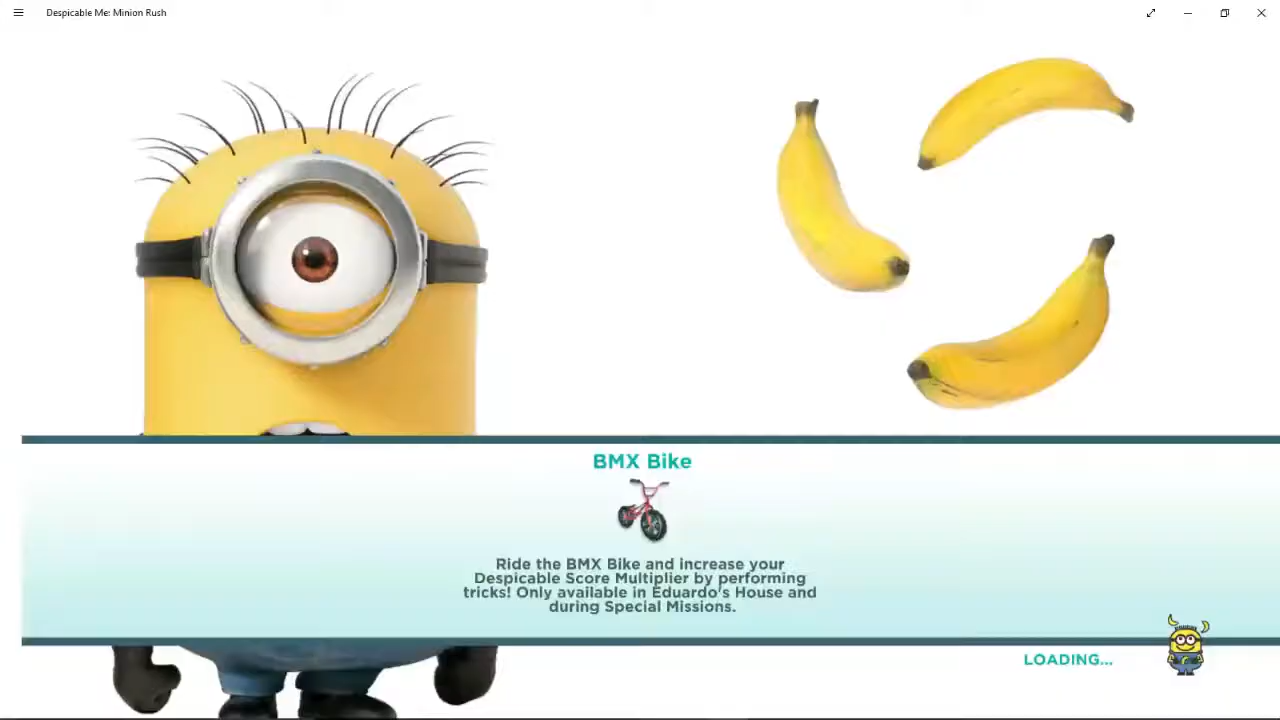 Despicable Me: Minion Rush
BMX Bike
Ride the BMX Bike and increase your
Despicable Score Multiplier by performing
tricks! Only available in Eduardo's House and
during Special Missions.
LOADING...